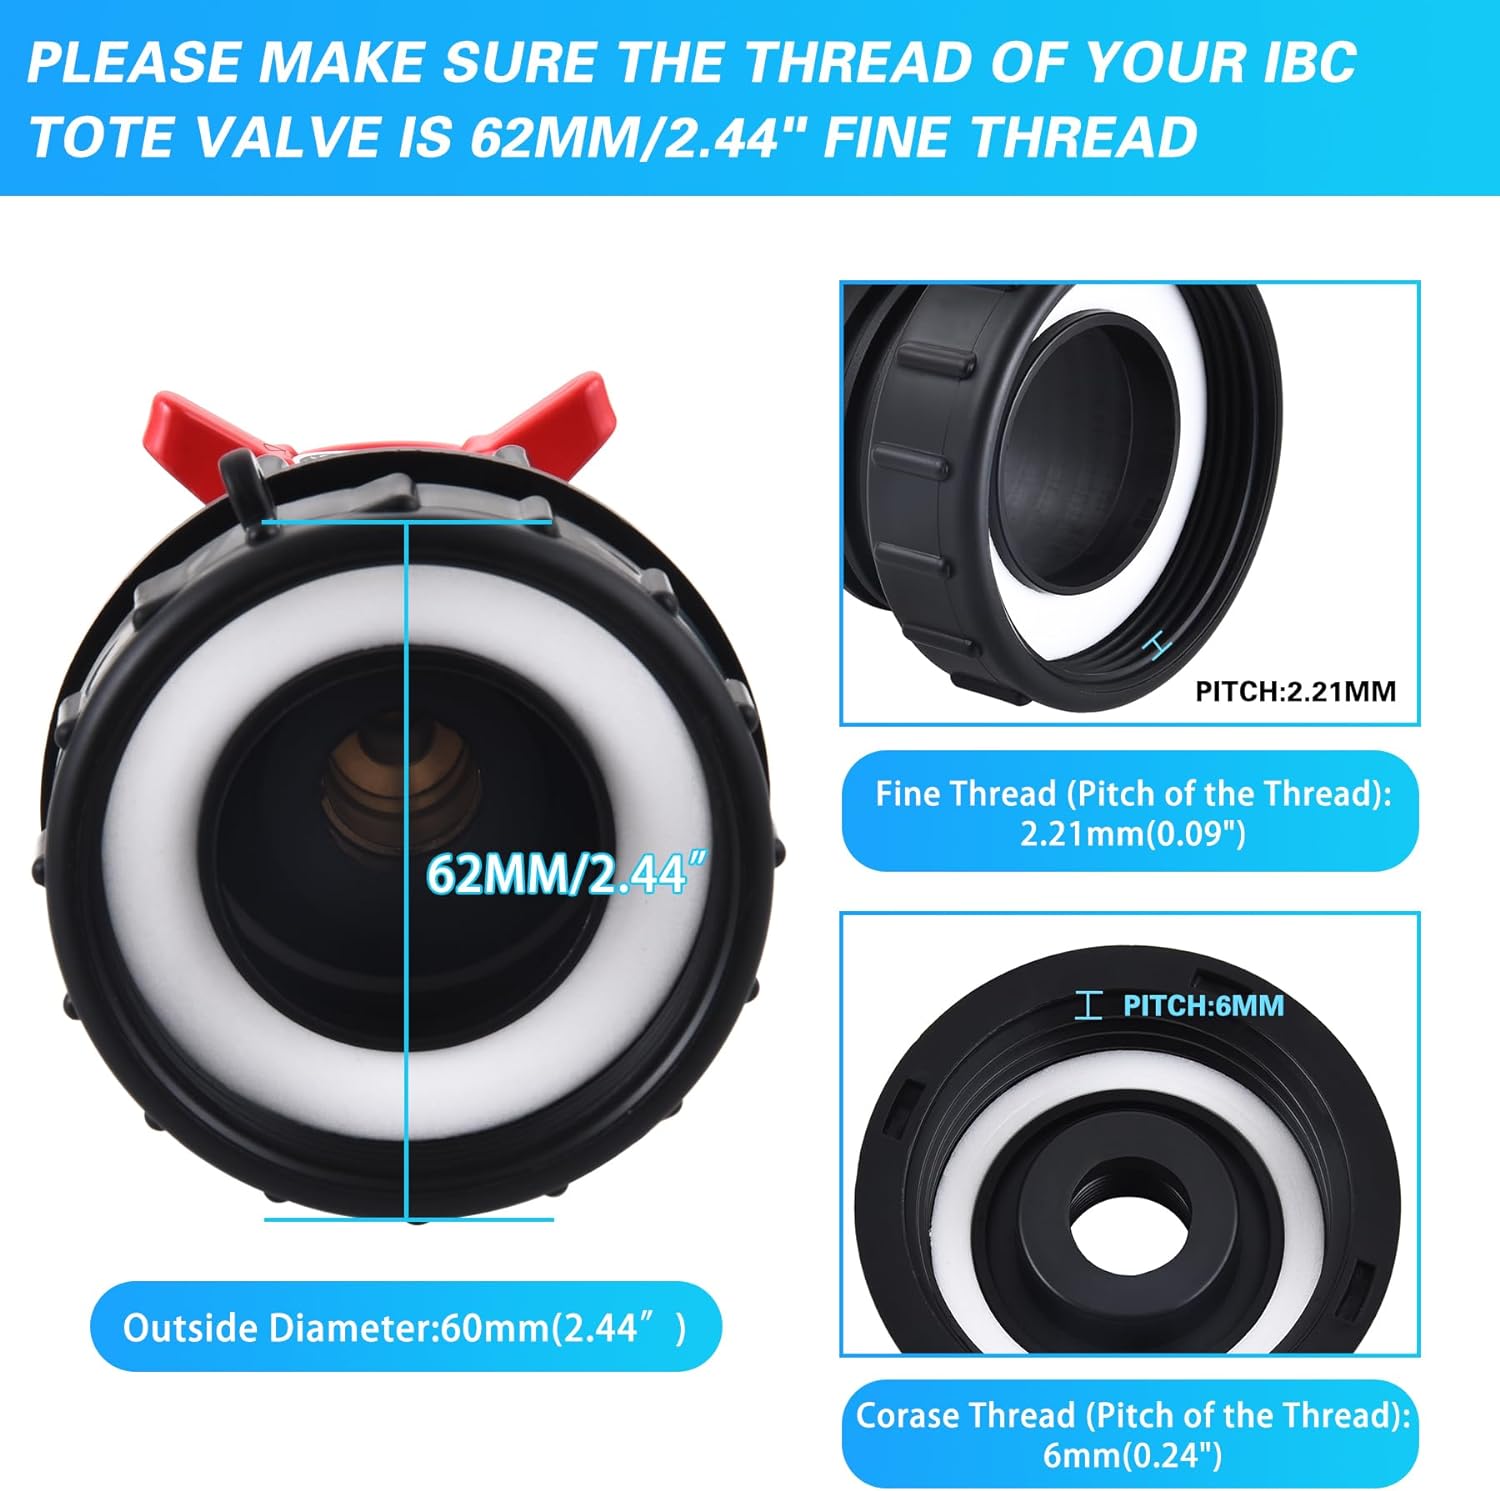 PLEASE MAKE SURE THE THREAD OF YOUR IBC
TOTE VALVE IS 62MM/2.44" FINE THREAD
62MM/2.44"
Outside Diameter:60mm(2.44" )
PITCH:2.21MM
Fine Thread (Pitch of the Thread):
2.21mm(0.09")
PITCH:6MM
Corase Thread (Pitch of the Thread):
6mm(0.24")